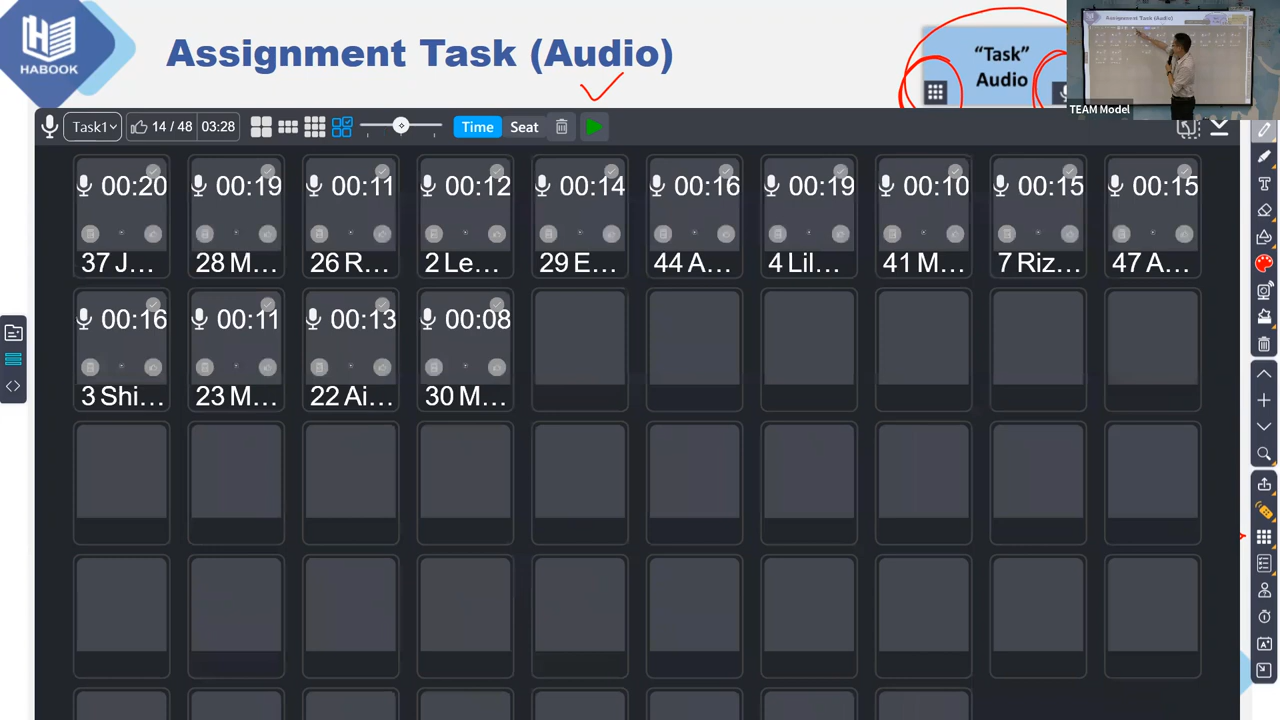 HABOOK
Assignment Task (Audio)
“Task”
Audio
Assignment Task (Audio)
TEAM Model
Task1 14 / 48 03:28 Time Seat
00:20 00:19 00:11 00:12 00:14 00:16 00:19 00:10 00:15 00:15
37 J... 28 M... 26 R... 2 Le... 29 E... 44 A... 4 Lil... 41 M... 7 Riz... 47 A...
00:16 00:11 00:13 00:08
3 Shi... 23 M... 22 Ai... 30 M...